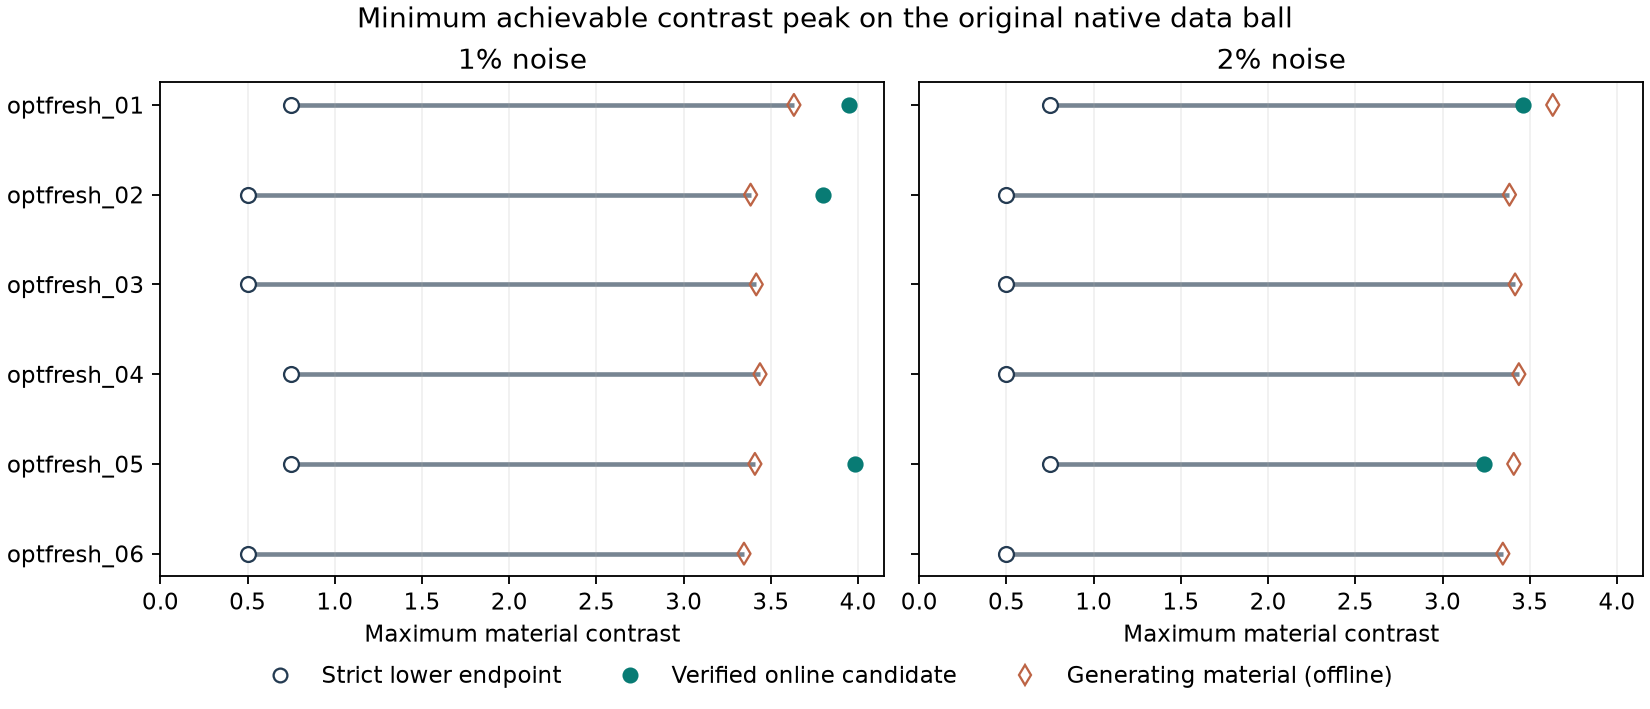 Minimum achievable contrast peak on the original native data ball
1% noise
2% noise
optfresh_01
optfresh_02
optfresh_03
optfresh_04
optfresh_05
optfresh_06
0.0 0.5 1.0 1.5 2.0 2.5 3.0 3.5 4.0
0.0 0.5 1.0 1.5 2.0 2.5 3.0 3.5 4.0
Maximum material contrast
Maximum material contrast
Strict lower endpoint
Verified online candidate
Generating material (offline)